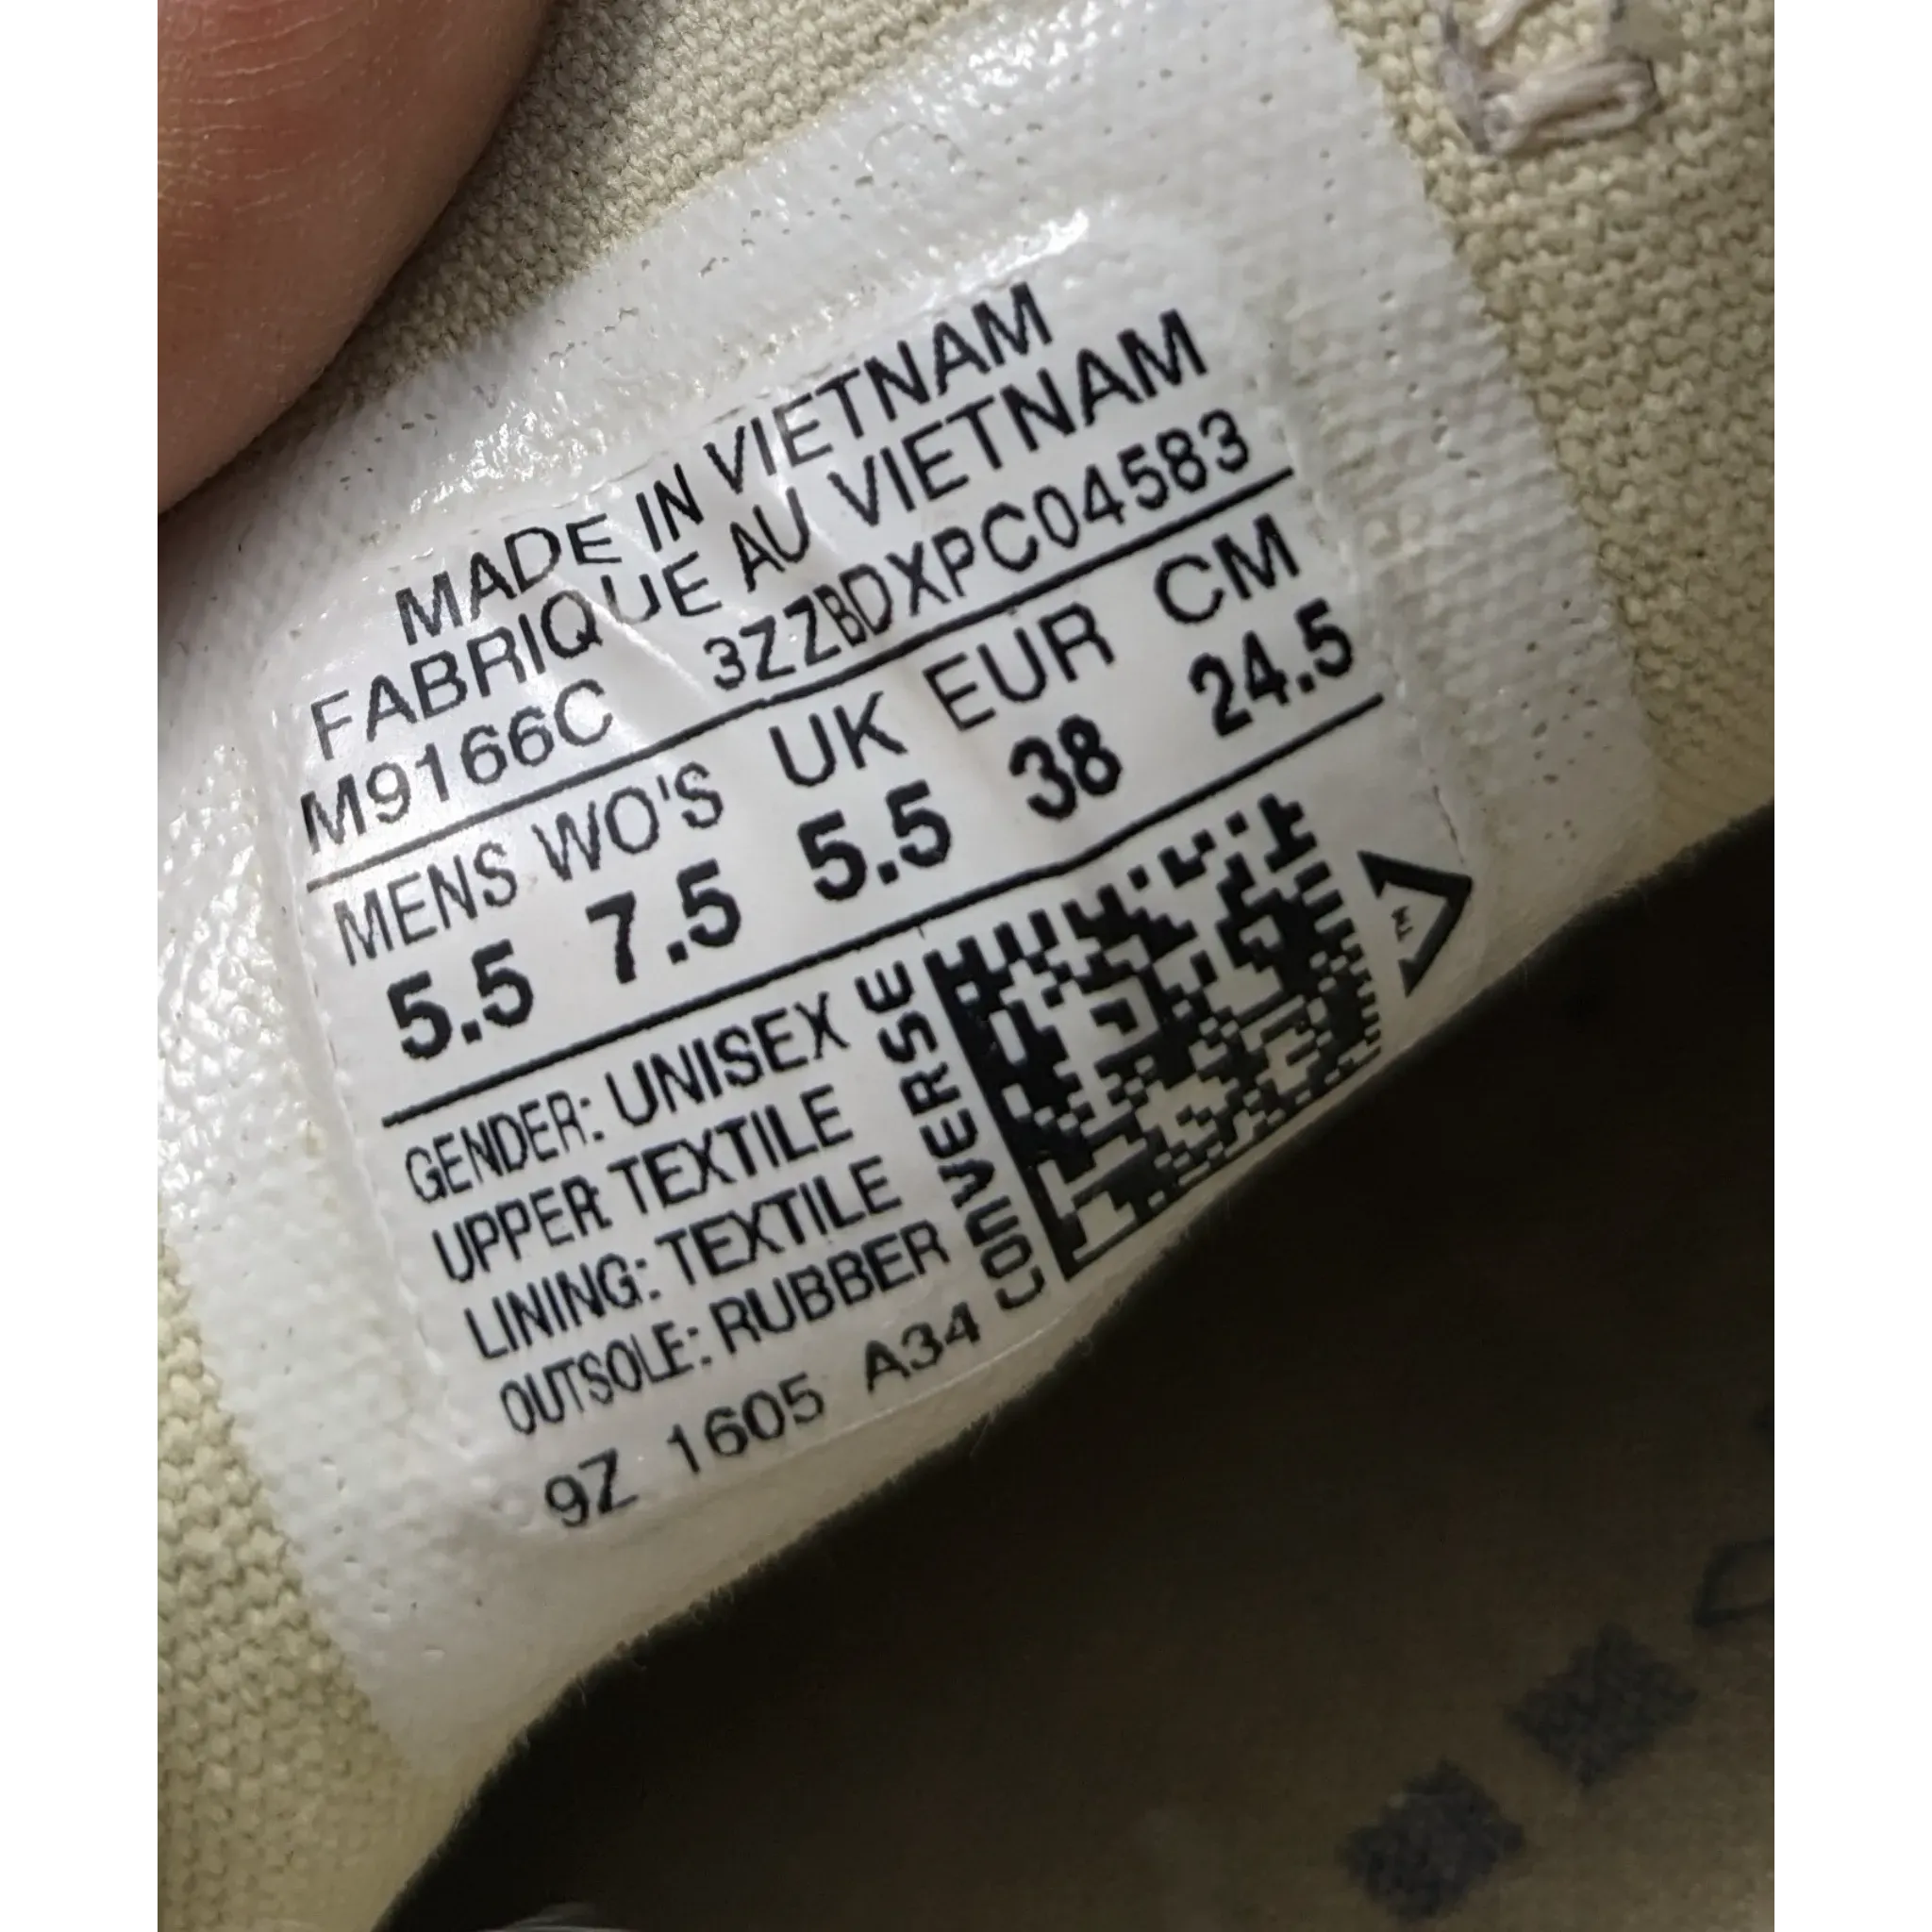 MADE IN VIETNAM
FABRIQUE AU VIETNAM
M9166C 3ZZBDXPC04583
MENS WO'S UK EUR CM
5.5 7.5 5.5 38 24.5
GENDER: UNISEX
UPPER: TEXTILE
LINING: TEXTILE
OUTSOLE: RUBBER
9Z 1605 A34
CONVERSE
TM